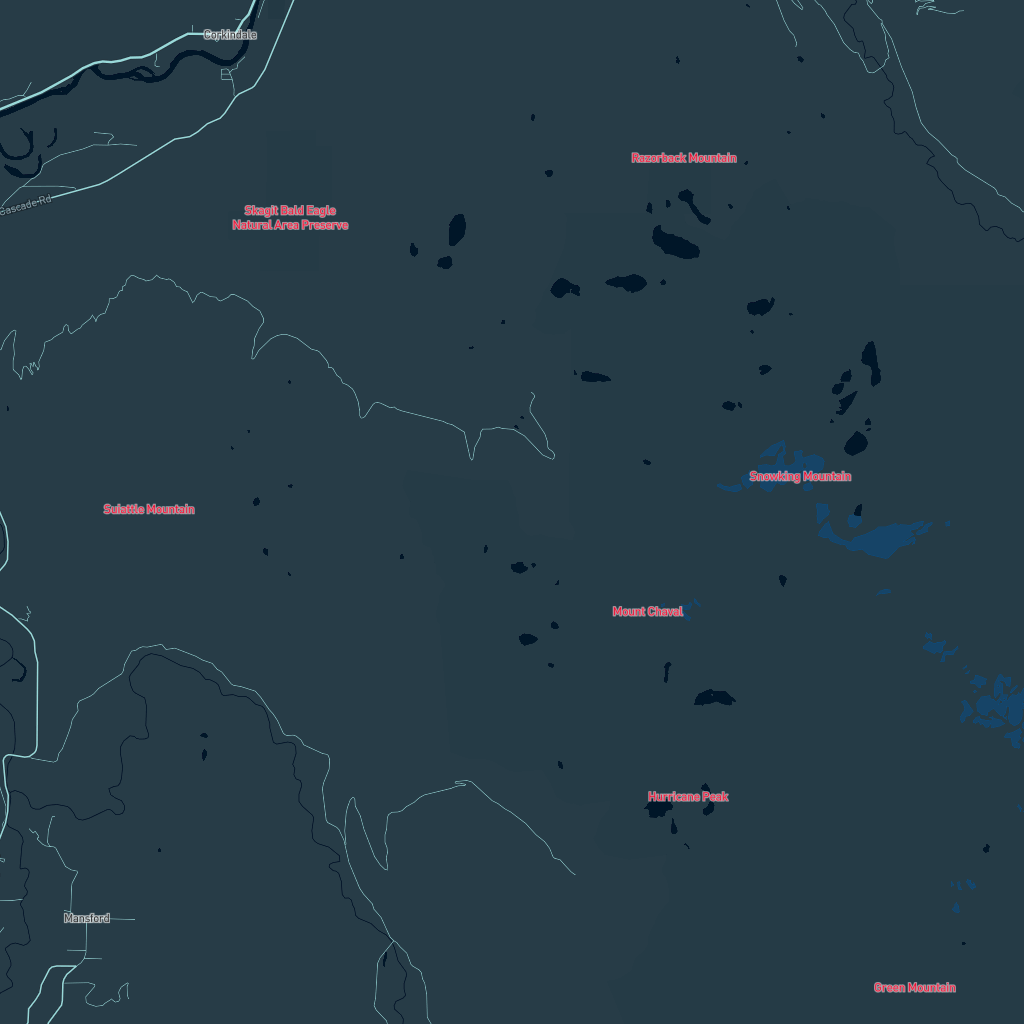 Corkindale
Razorback Mountain
Cascade Rd
Skagit Bald Eagle
Natural Area Preserve
Snowking Mountain
Suiattle Mountain
Mount Chaval
Hurricane Peak
Mansford
Green Mountain